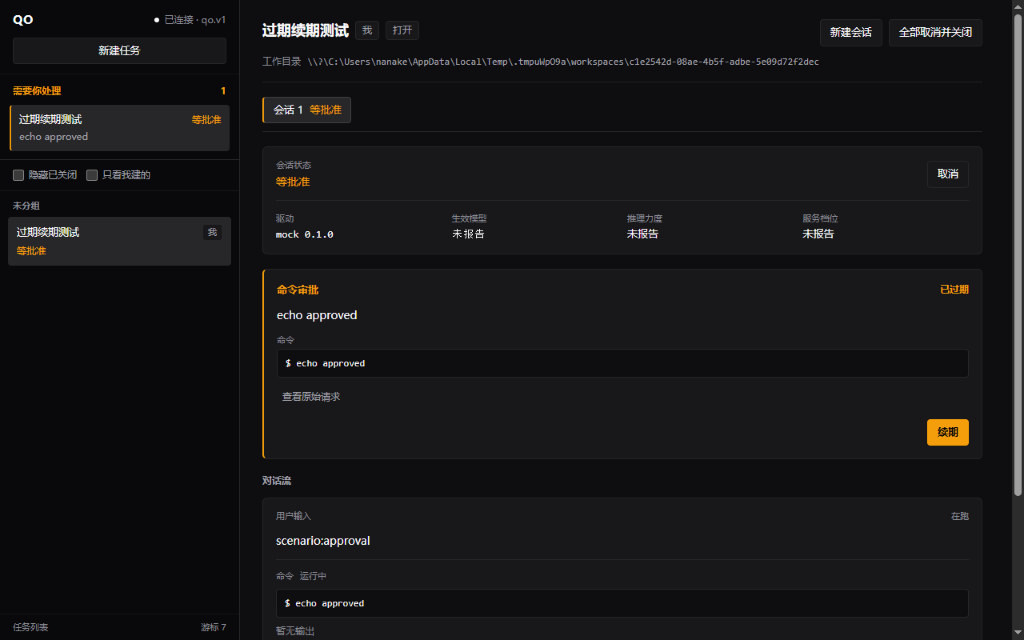 QO
已连接 · qo.v1
新建任务
需要你处理 1
过期续期测试 等批准
echo approved
隐藏已关闭 只看我建的
未分组
过期续期测试 我
等批准
任务列表 游标 7
过期续期测试 我 打开
新建会话 全部取消并关闭
工作目录 \\?\C:\Users\nanake\AppData\Local\Temp\.tmpuWpO9a\workspaces\c1e2542d-08ae-4b5f-adbe-5e09d72f2dec
会话 1 等批准
会话状态
等批准
取消
驱动 生效模型 推理力度 服务档位
mock 0.1.0 未报告 未报告 未报告
命令审批 已过期
echo approved
命令
$ echo approved
查看原始请求
续期
对话流
用户输入 在跑
scenario:approval
命令 运行中
$ echo approved
暂无输出